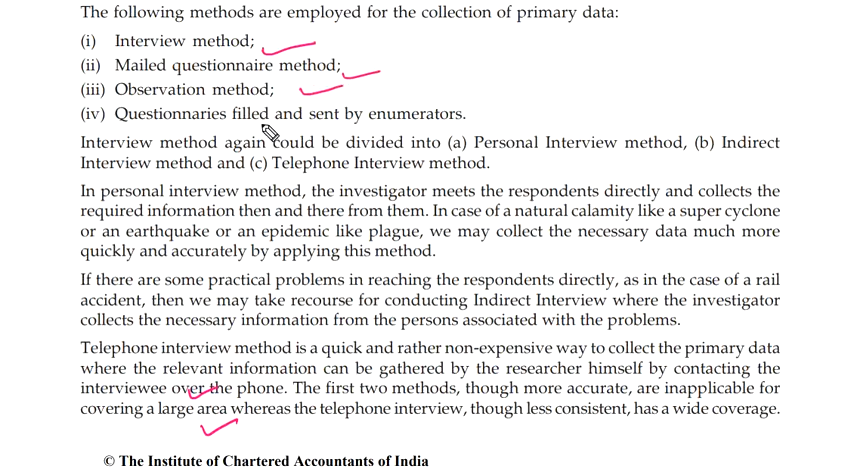 The following methods are employed for the collection of primary data:
(i) Interview method;
(ii) Mailed questionnaire method;
(iii) Observation method;
(iv) Questionnaries filled and sent by enumerators.
Interview method again could be divided into (a) Personal Interview method, (b) Indirect
Interview method and (c) Telephone Interview method.
In personal interview method, the investigator meets the respondents directly and collects the
required information then and there from them. In case of a natural calamity like a super cyclone
or an earthquake or an epidemic like plague, we may collect the necessary data much more
quickly and accurately by applying this method.
If there are some practical problems in reaching the respondents directly, as in the case of a rail
accident, then we may take recourse for conducting Indirect Interview where the investigator
collects the necessary information from the persons associated with the problems.
Telephone interview method is a quick and rather non-expensive way to collect the primary data
where the relevant information can be gathered by the researcher himself by contacting the
interviewee over the phone. The first two methods, though more accurate, are inapplicable for
covering a large area whereas the telephone interview, though less consistent, has a wide coverage.
© The Institute of Chartered Accountants of India